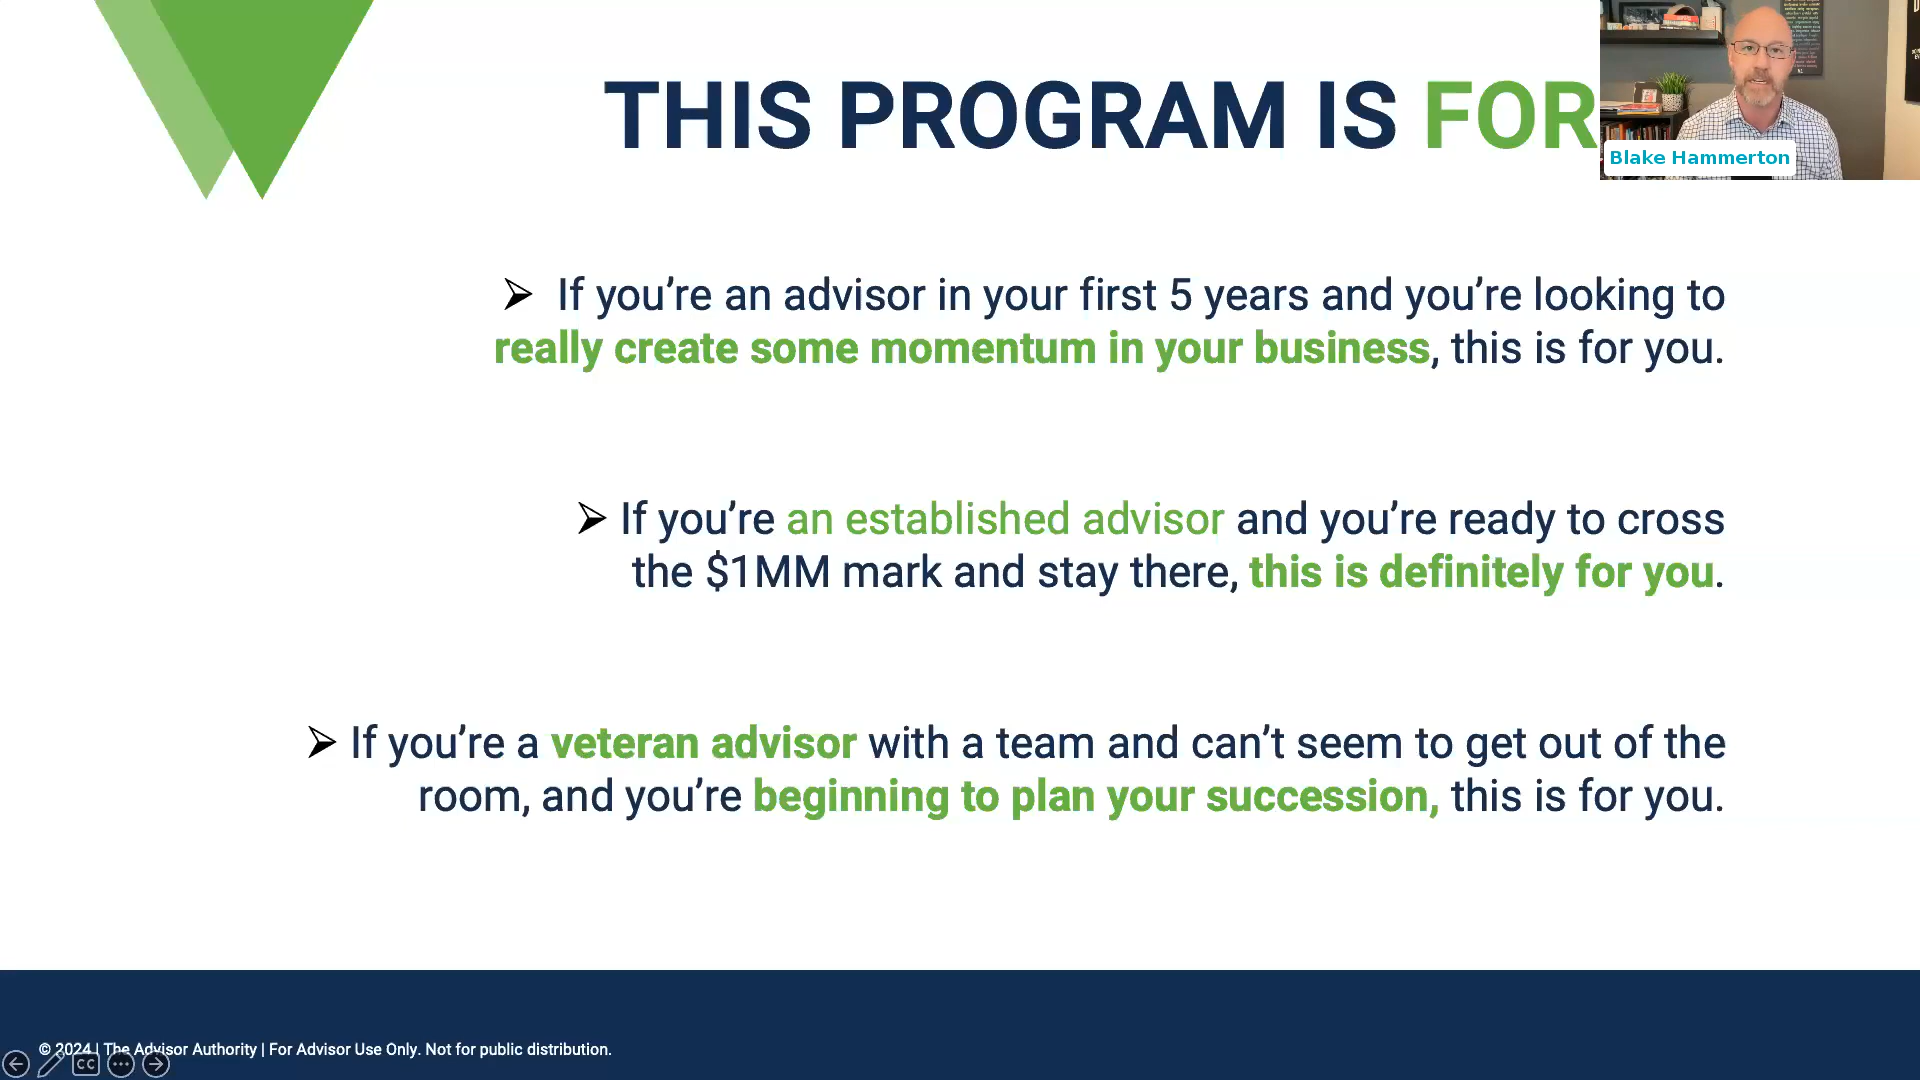 THIS PROGRAM IS FOR
Blake Hammerton
➢ If you’re an advisor in your first 5 years and you’re looking to
really create some momentum in your business, this is for you.
➢ If you’re an established advisor and you’re ready to cross
the $1MM mark and stay there, this is definitely for you.
➢ If you’re a veteran advisor with a team and can’t seem to get out of the
room, and you’re beginning to plan your succession, this is for you.
© 2024 | The Advisor Authority | For Advisor Use Only. Not for public distribution.
CC